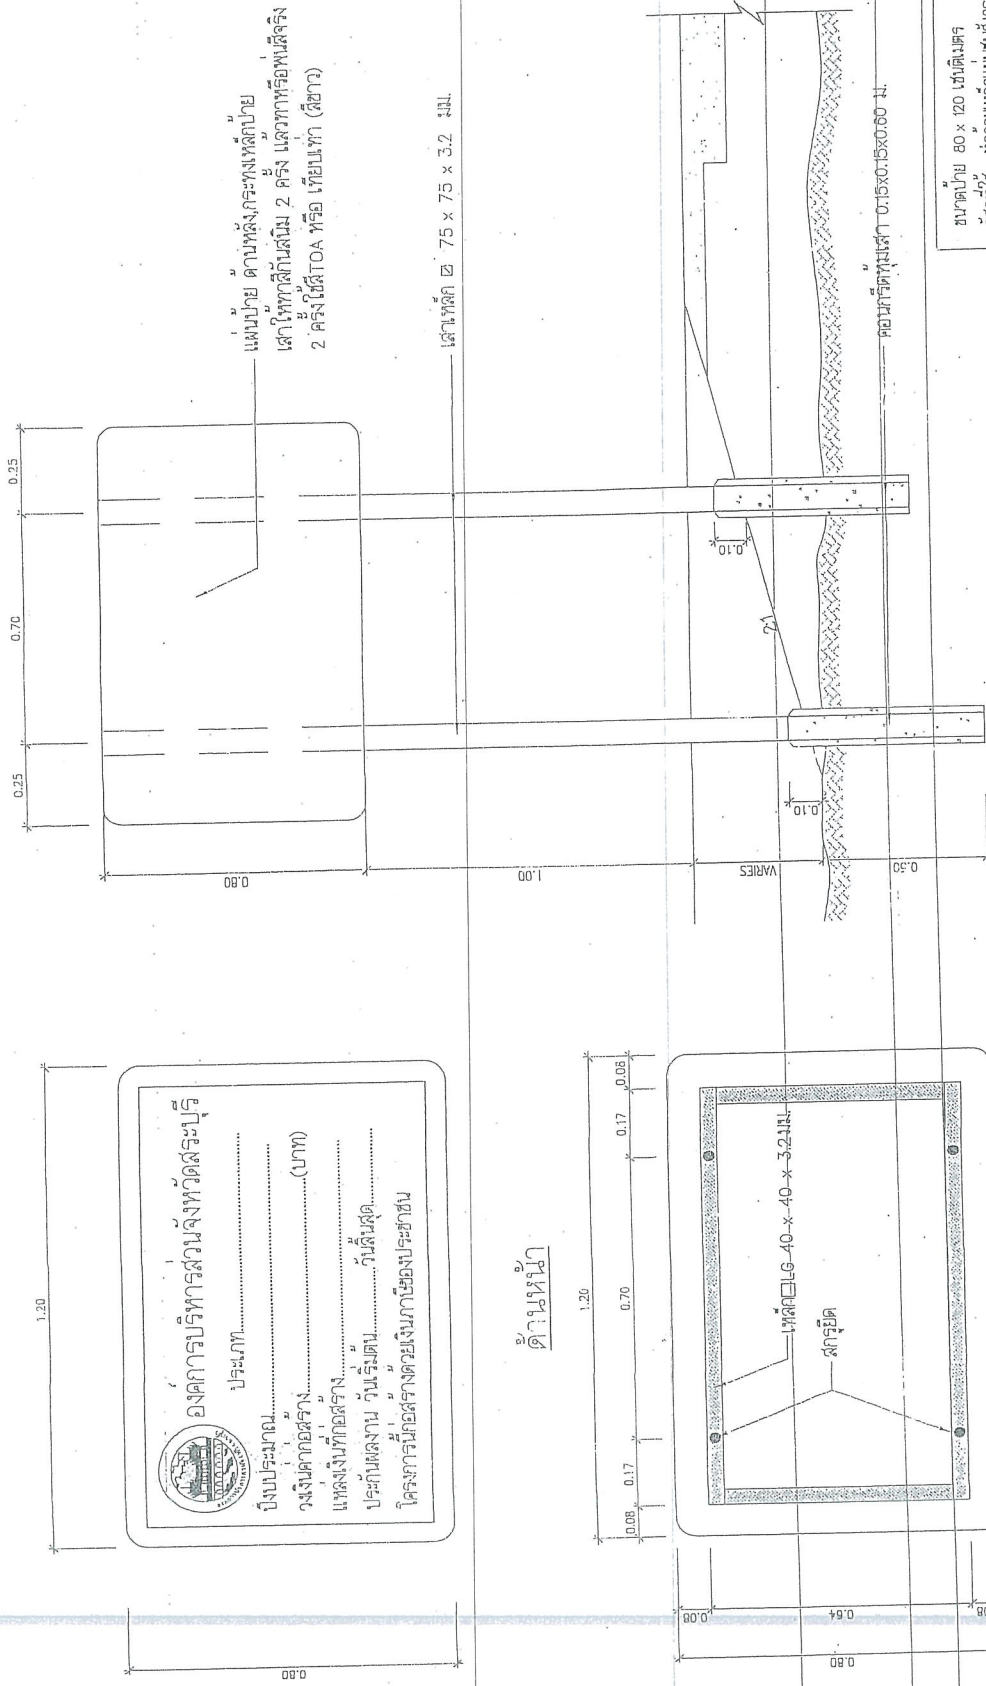 1.20
0.80
องค์การบริหารส่วนจังหวัดสระบุรี
ประเภท
ปีงบประมาณ
วงเงินค่าก่อสร้าง (บาท)
แหล่งเงินที่ก่อสร้าง
ประกันผลงาน วันเริ่มต้น วันสิ้นสุด
โครงการนี้ก่อสร้างด้วยเงินภาษีของประชาชน
ด้านหน้า
0.25
0.70
0.25
0.80
1.00
VARIES
0.50
แผ่นป้าย ด้านหลัง,กระทงเหล็กป้าย
เสาให้ทาสีกันสนิม 2 ครั้ง แล้วทาหรือพ่นสีจริง
2 ครั้งใช้สีTOA หรือ เทียบเท่า (สีขาว)
เสาเหล็ก 75 x 75 x 3.2 มม.
0.10
0.10
2:1
คอนกรีตหุ้มเสา 0.15x0.15x0.60 ม.
1.20
0.08
0.17
0.70
0.17
0.08
0.08
0.64
0.80
เหล็ก LG 40 x 40 x 3.2 มม.
สกรูยึด
ขนาดป้าย 80 x 120 เซนติเมตร